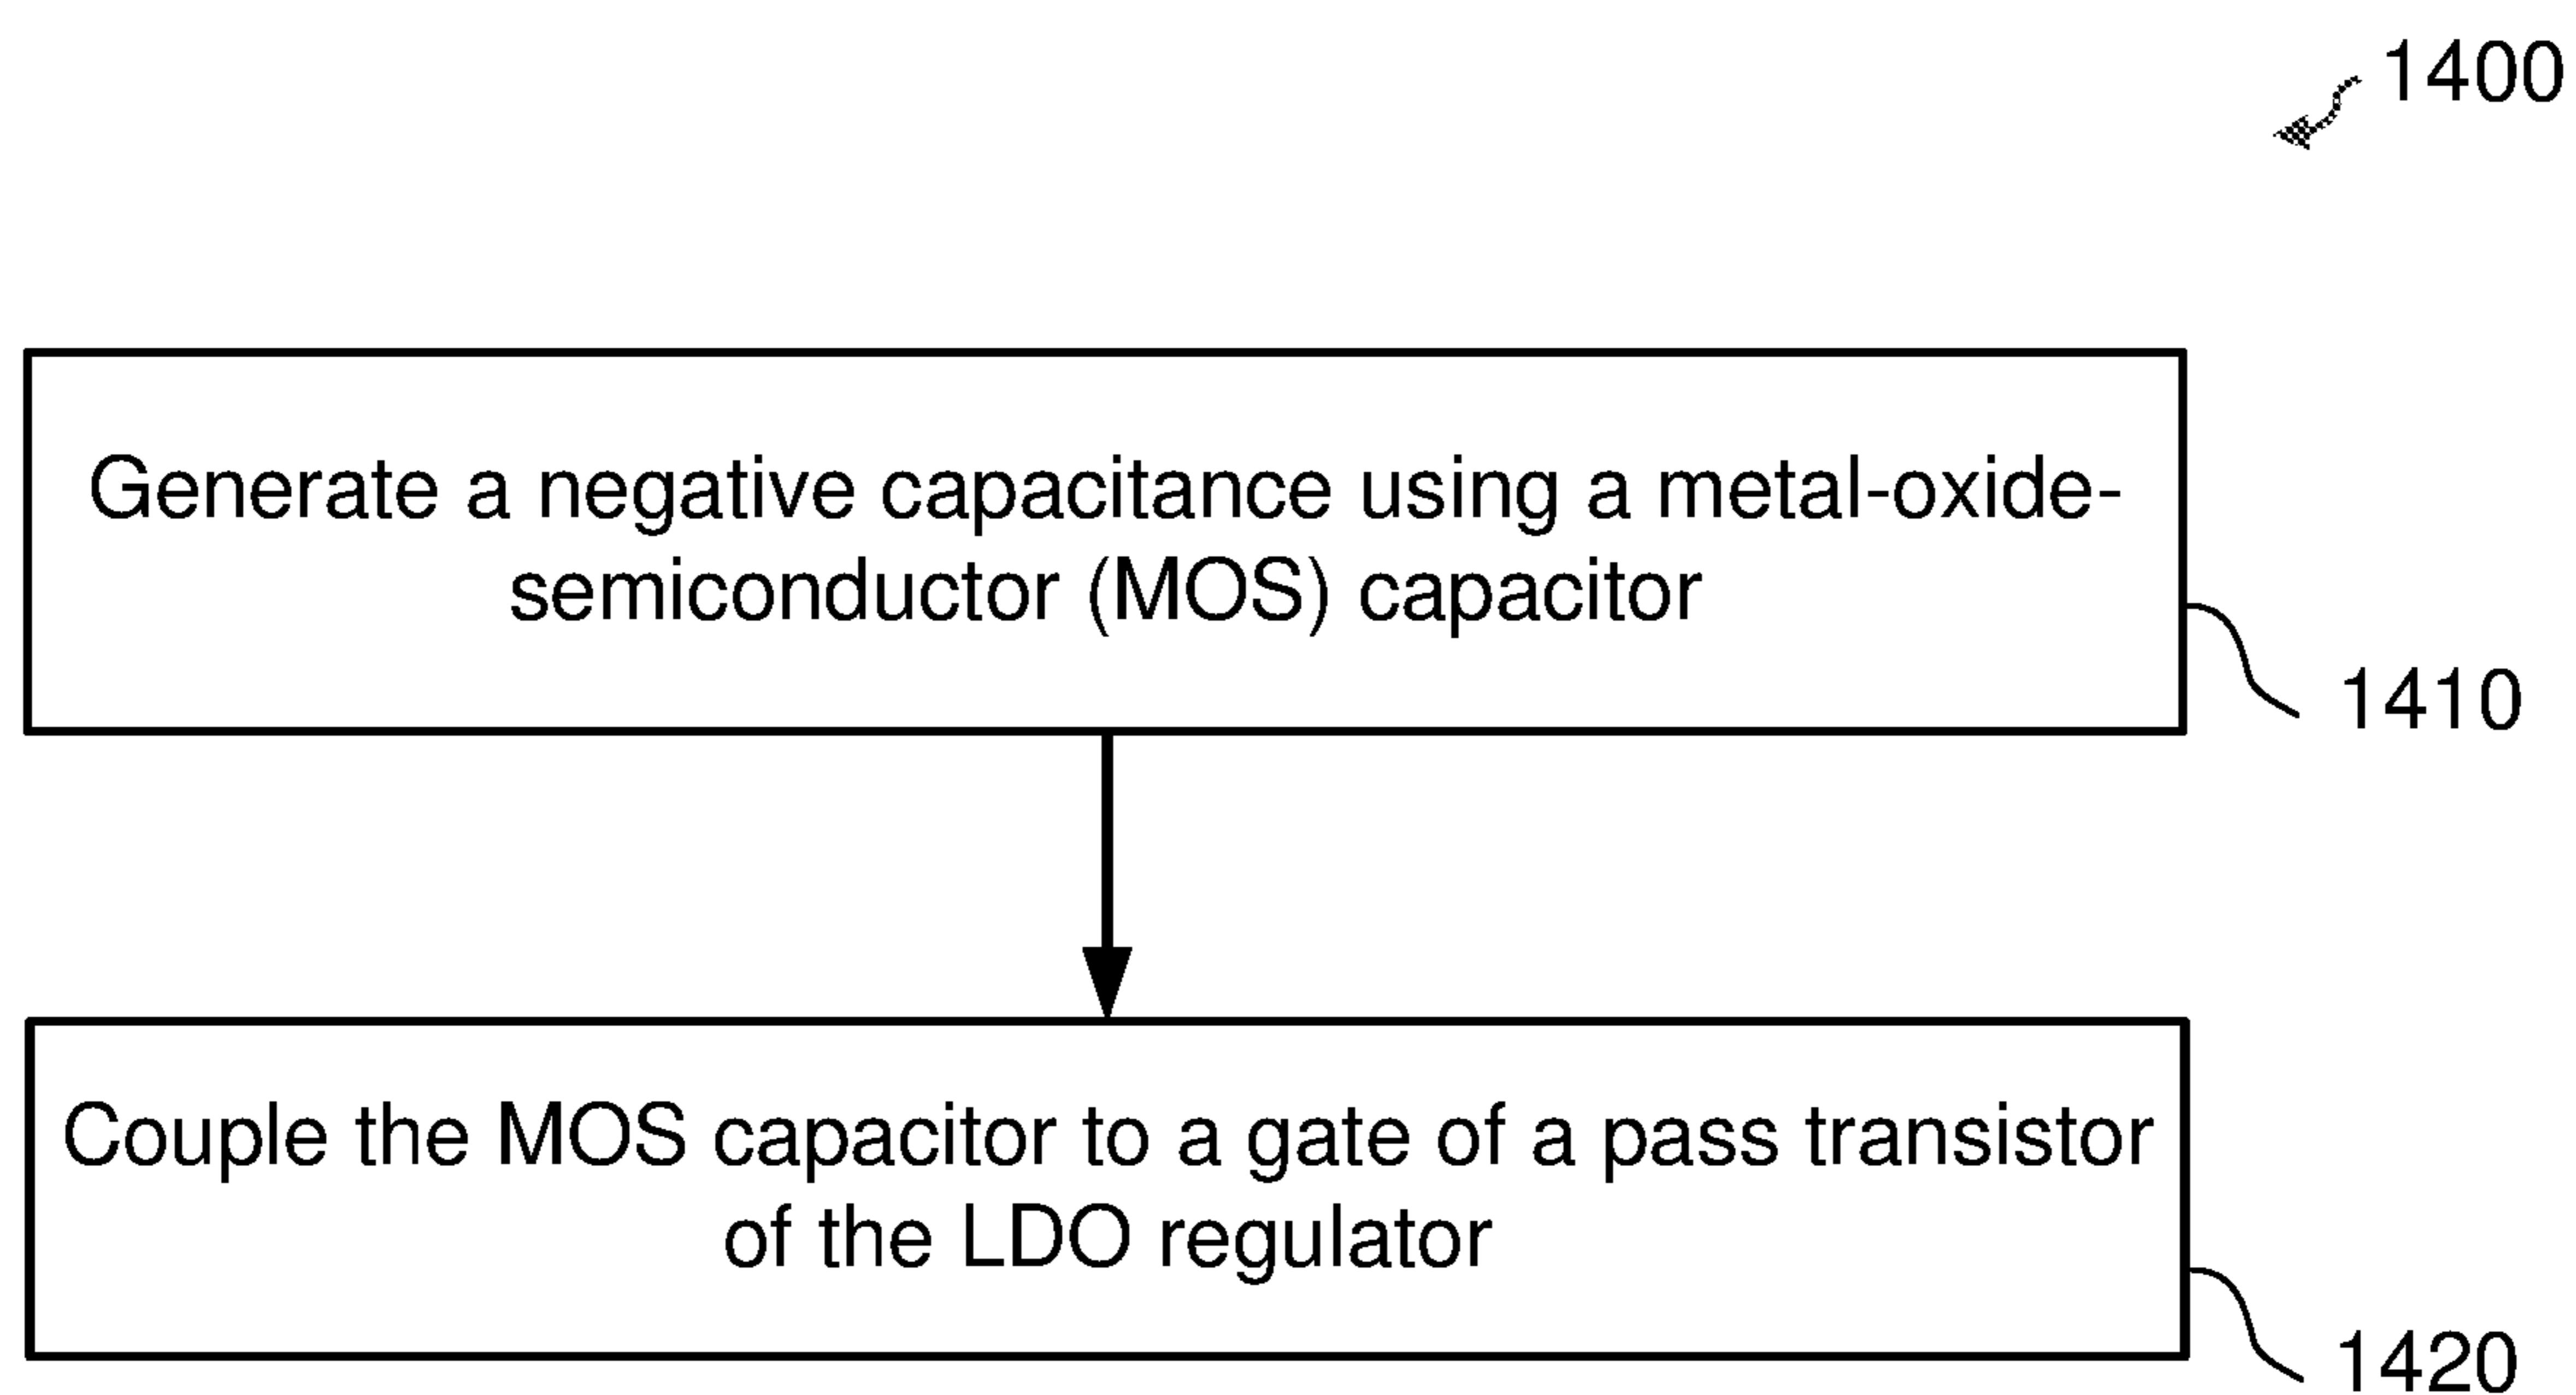 1400
Generate a negative capacitance using a metal-oxide-
semiconductor (MOS) capacitor
1410
Couple the MOS capacitor to a gate of a pass transistor
of the LDO regulator
1420